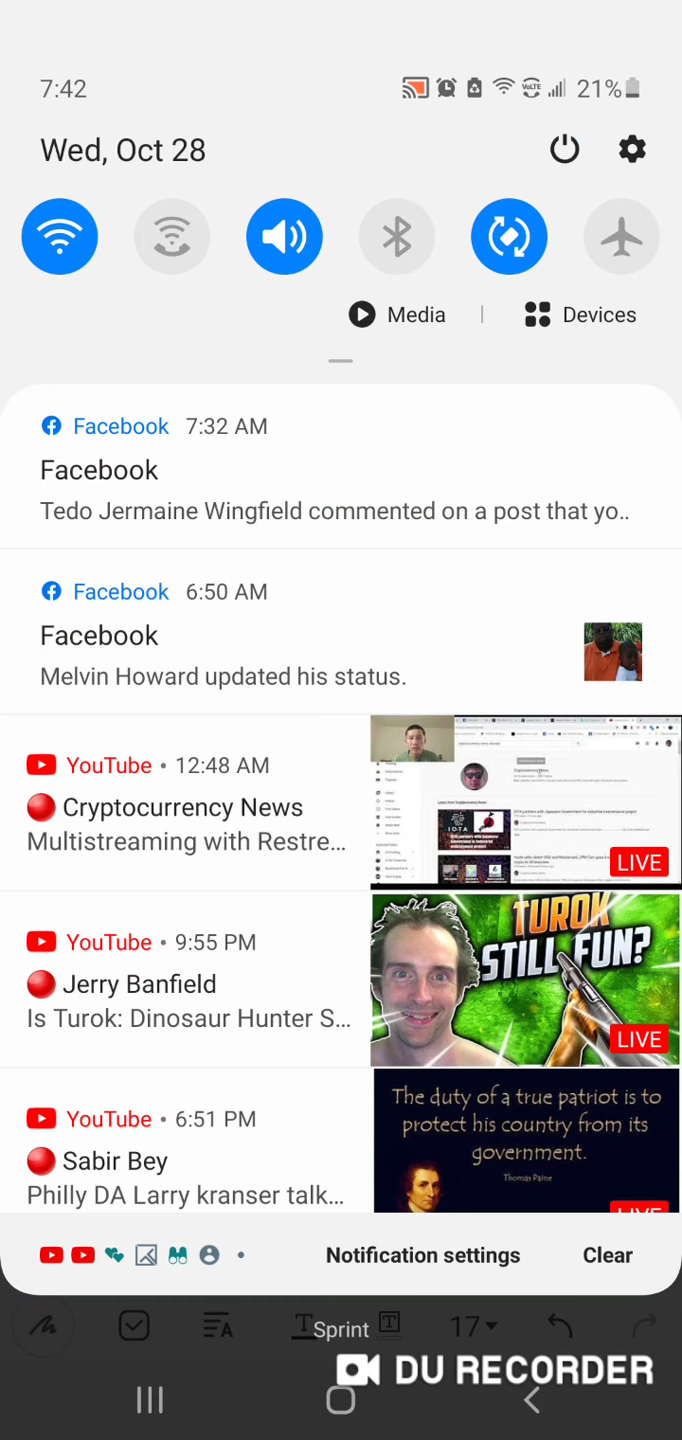 7:42
VoLTE
21%
Wed, Oct 28
Media
Devices
Facebook 7:32 AM
Facebook
Tedo Jermaine Wingfield commented on a post that yo..
Facebook 6:50 AM
Facebook
Melvin Howard updated his status.
YouTube • 12:48 AM
Cryptocurrency News
Multistreaming with Restre...
IOTA
LIVE
YouTube • 9:55 PM
Jerry Banfield
Is Turok: Dinosaur Hunter S...
TUROK
STILL FUN?
LIVE
YouTube • 6:51 PM
Sabir Bey
Philly DA Larry kranser talk...
The duty of a true patriot is to
protect his country from its
government.
Thomas Paine
LIVE
Notification settings
Clear
17
Sprint
DU RECORDER